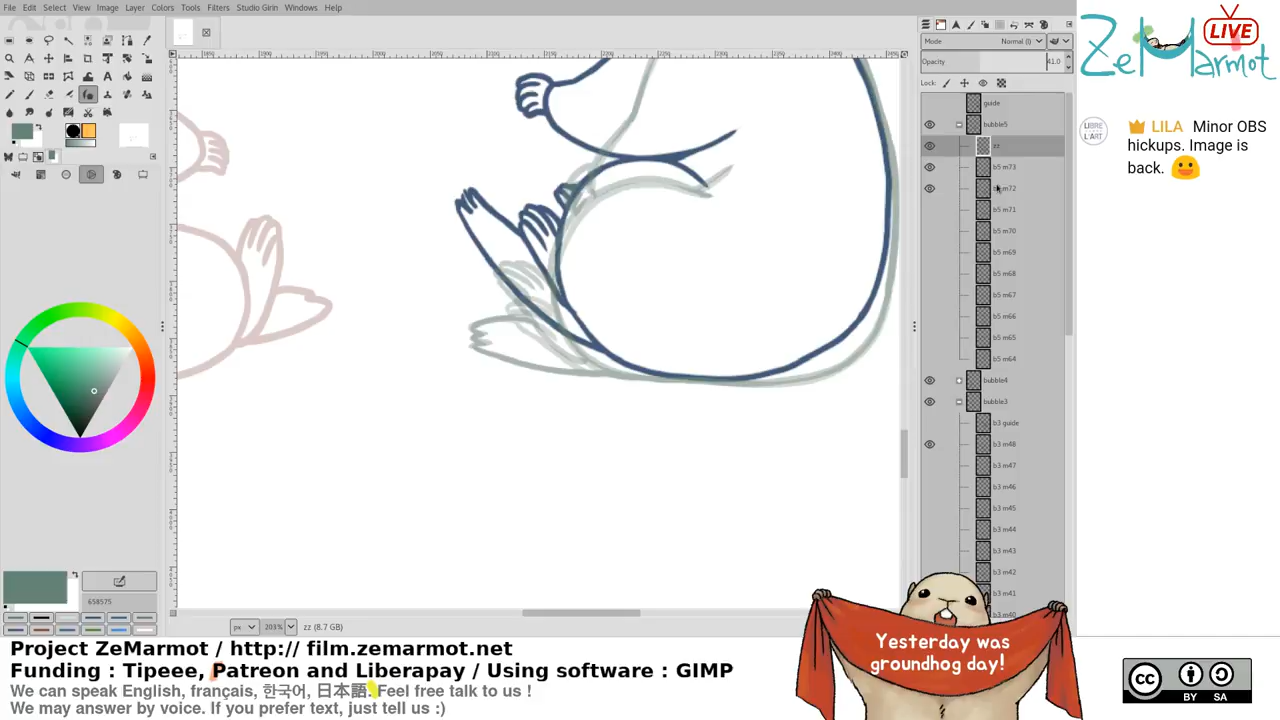 File Edit Select View Image Layer Colors Tools Filters Studio Girin Windows Help
Mode Normal (l)
Opacity 41.0
Lock:
guide
bubble5
zz
b5 m73
m72
b5 m71
b5 m70
b5 m69
b5 m68
b5 m67
b5 m66
b5 m65
b5 m64
bubble4
bubble3
b3 guide
b3 m48
b3 m47
b3 m46
b3 m45
b3 m44
b3 m43
b3 m42
b3 m41
b3 m40
658575
px 203% zz (8.7 GB)
ZeMarmot LIVE
LIBRE comme L'ART
LILA Minor OBS
hickups. Image is
back.
Yesterday was
groundhog day!
Project ZeMarmot / http:// film.zemarmot.net
Funding : Tipeee, Patreon and Liberapay / Using software : GIMP
We can speak English, français, 한국어, 日本語. Feel free talk to us !
We may answer by voice. If you prefer text, just tell us :)
cc BY SA